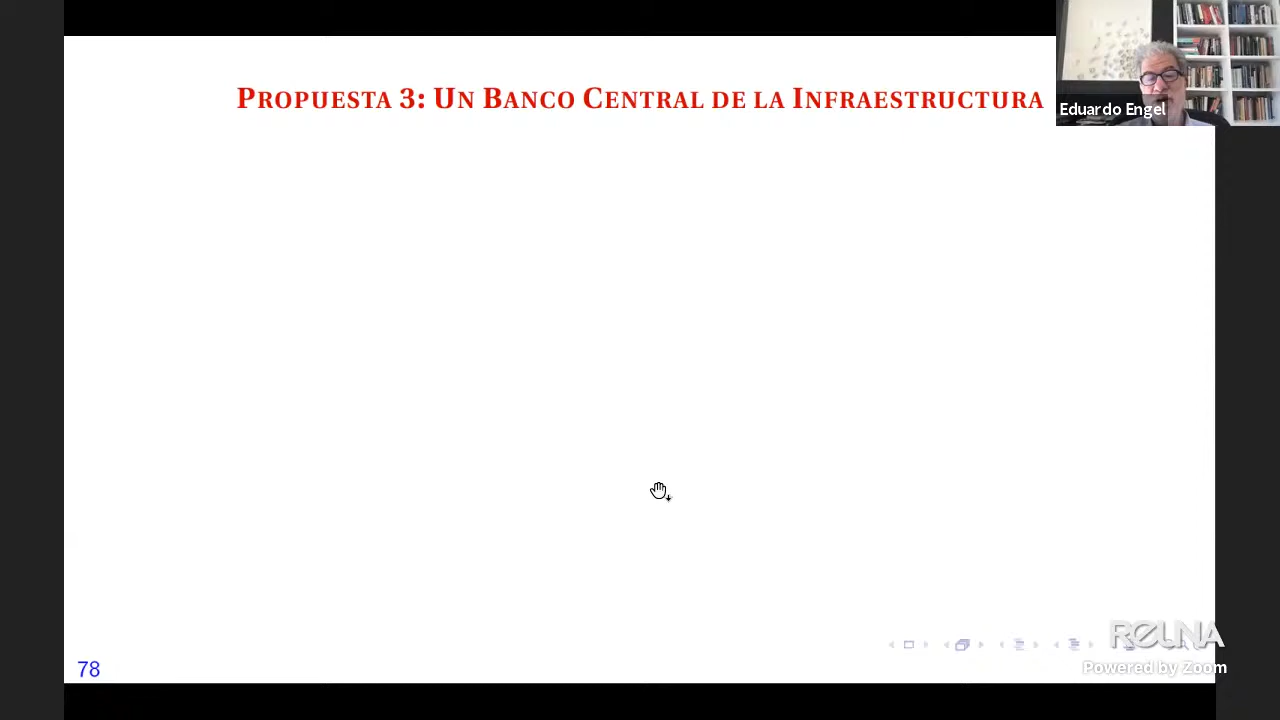 PROPUESTA 3: UN BANCO CENTRAL DE LA INFRAESTRUCTURA
Eduardo Engel
REUNA
Powered by Zoom
78